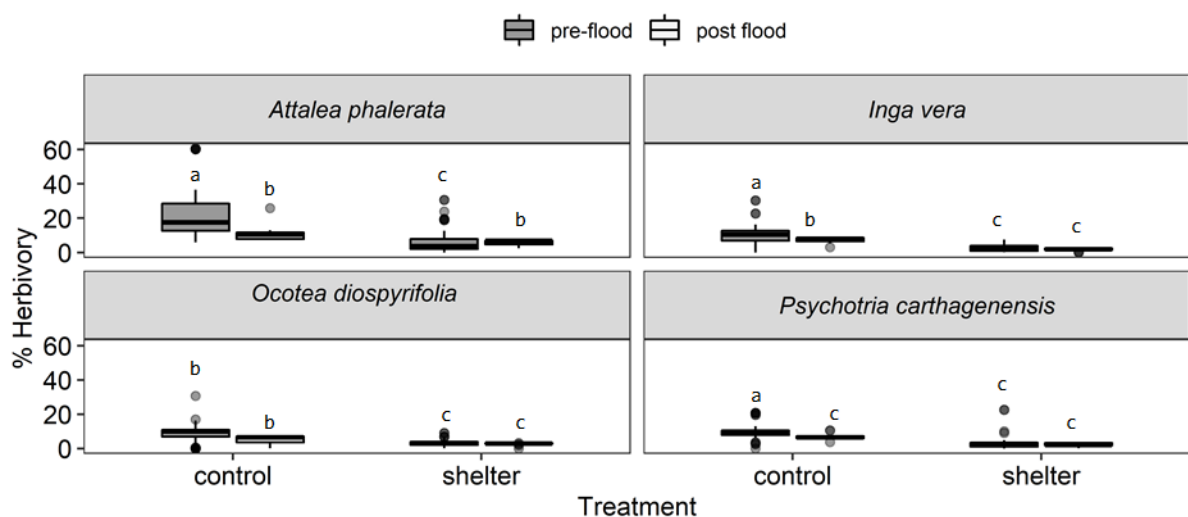 pre-flood post flood
Attalea phalerata Inga vera
60
40
20
0
a b c b
a b c c
Ocotea diospyrifolia Psychotria carthagenensis
60
40
20
0
b b c c
a c c c
% Herbivory
control shelter control shelter
Treatment